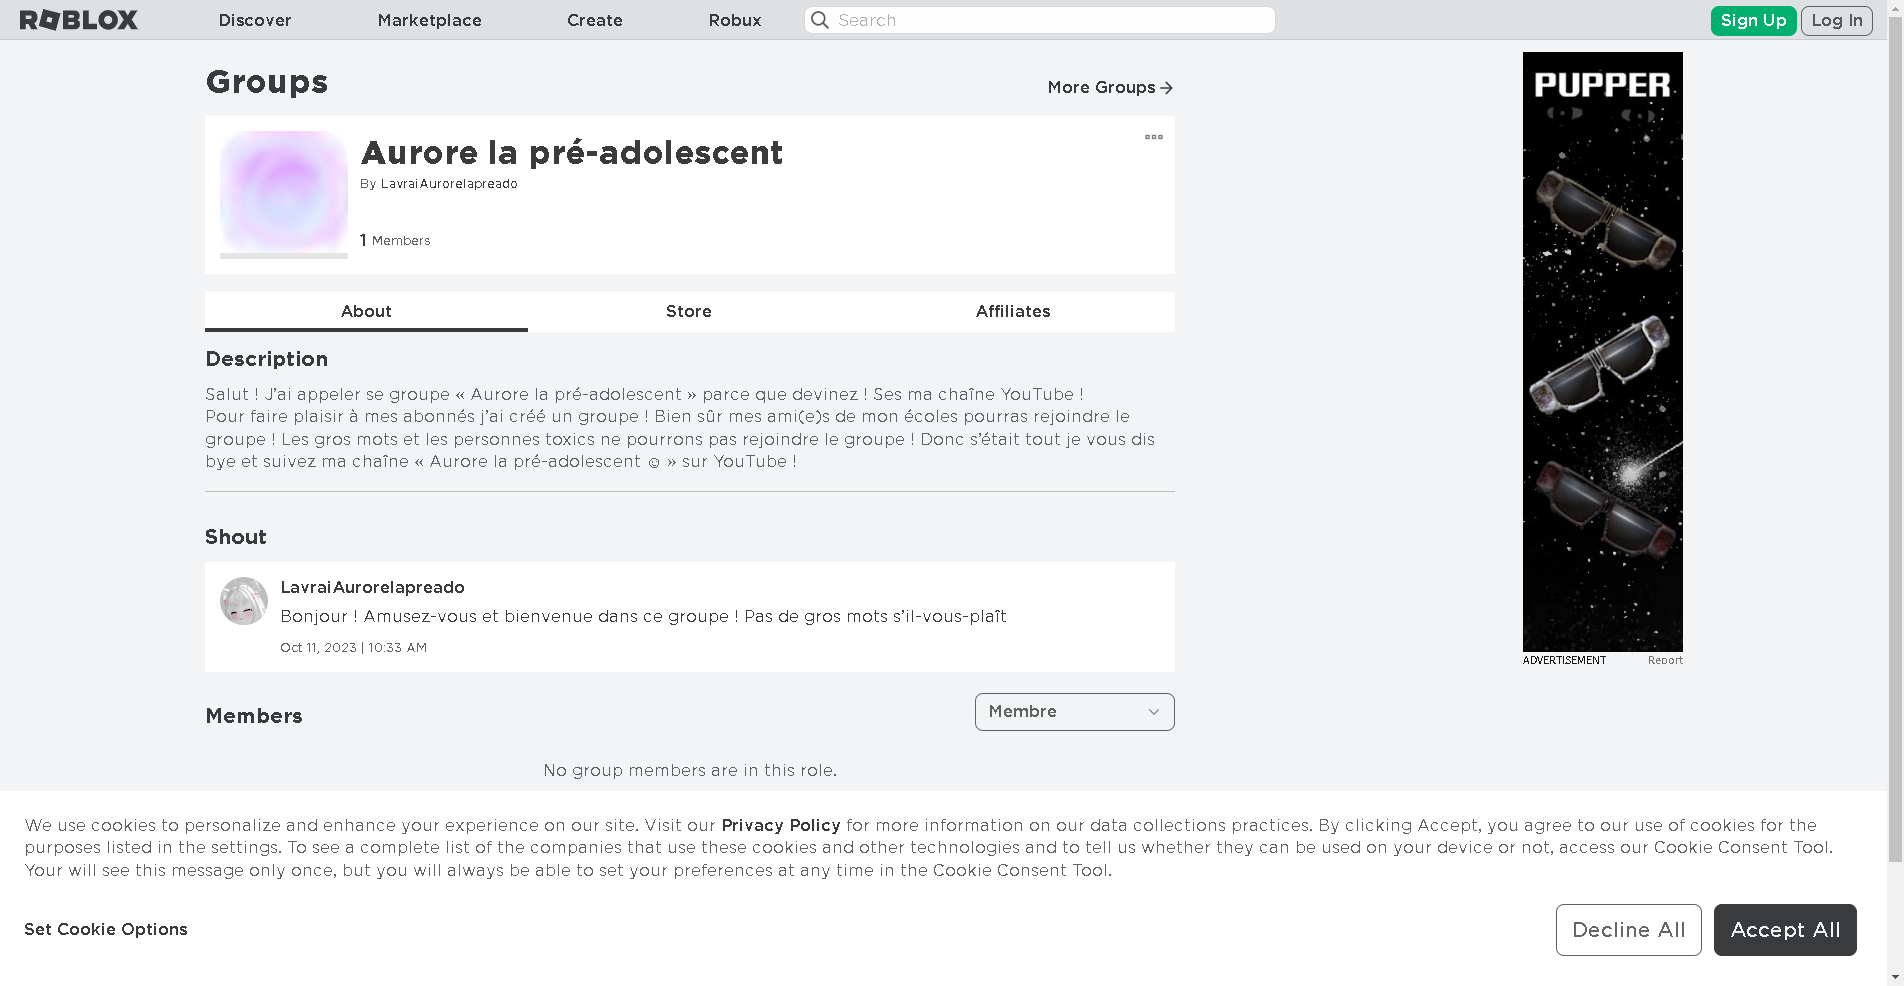 ROBLOX
Discover
Marketplace
Create
Robux
Search
Sign Up
Log In
Groups
More Groups
Aurore la pré-adolescent
By LavraiAurorelapreado
1 Members
About
Store
Affiliates
Description
Salut ! J’ai appeler se groupe « Aurore la pré-adolescent » parce que devinez ! Ses ma chaîne YouTube !
Pour faire plaisir à mes abonnés j’ai créé un groupe ! Bien sûr mes ami(e)s de mon écoles pourras rejoindre le
groupe ! Les gros mots et les personnes toxics ne pourrons pas rejoindre le groupe ! Donc s’était tout je vous dis
bye et suivez ma chaîne « Aurore la pré-adolescent ☺ » sur YouTube !
Shout
LavraiAurorelapreado
Bonjour ! Amusez-vous et bienvenue dans ce groupe ! Pas de gros mots s’il-vous-plaît
Oct 11, 2023 | 10:33 AM
Members
Membre
No group members are in this role.
PUPPER
ADVERTISEMENT
Report
We use cookies to personalize and enhance your experience on our site. Visit our Privacy Policy for more information on our data collections practices. By clicking Accept, you agree to our use of cookies for the
purposes listed in the settings. To see a complete list of the companies that use these cookies and other technologies and to tell us whether they can be used on your device or not, access our Cookie Consent Tool.
Your will see this message only once, but you will always be able to set your preferences at any time in the Cookie Consent Tool.
Set Cookie Options
Decline All
Accept All